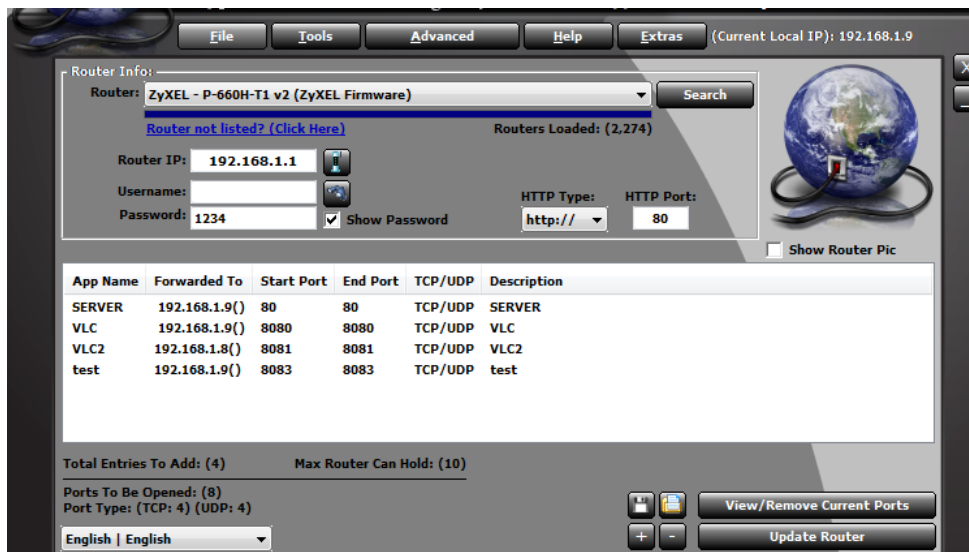 File Tools Advanced Help Extras (Current Local IP): 192.168.1.9
Router Info:
Router: ZyXEL - P-660H-T1 v2 (ZyXEL Firmware) Search
Router not listed? (Click Here) Routers Loaded: (2,274)
Router IP: 192.168.1.1
Username:
HTTP Type: HTTP Port:
Password: 1234 Show Password http:// 80
Show Router Pic
App Name Forwarded To Start Port End Port TCP/UDP Description
SERVER 192.168.1.9() 80 80 TCP/UDP SERVER
VLC 192.168.1.9() 8080 8080 TCP/UDP VLC
VLC2 192.168.1.8() 8081 8081 TCP/UDP VLC2
test 192.168.1.9() 8083 8083 TCP/UDP test
Total Entries To Add: (4) Max Router Can Hold: (10)
Ports To Be Opened: (8)
Port Type: (TCP: 4) (UDP: 4)
View/Remove Current Ports
English | English + - Update Router